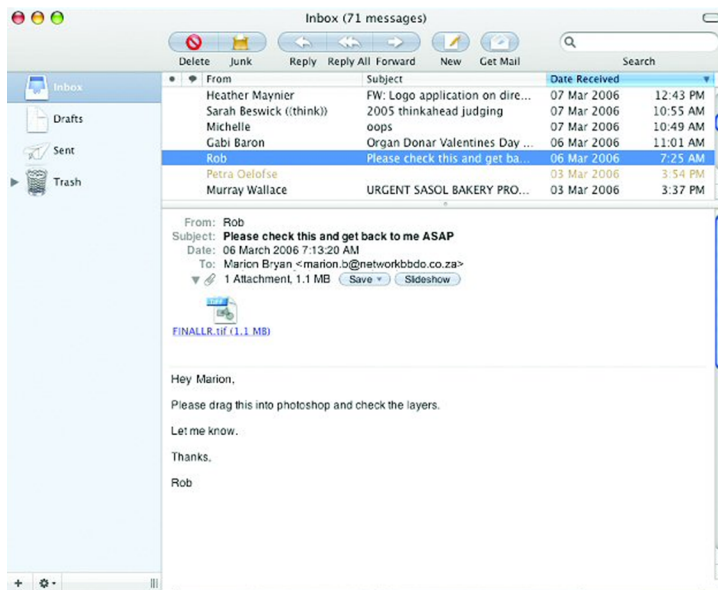 Inbox (71 messages)
Delete Junk Reply Reply All Forward New Get Mail Search
Inbox
Drafts
Sent
Trash
From Subject Date Received
Heather Maynier FW: Logo application on dire... 07 Mar 2006 12:43 PM
Sarah Beswick ((think)) 2005 thinkahead judging 07 Mar 2006 10:55 AM
Michelle oops 07 Mar 2006 10:49 AM
Gabi Baron Organ Donar Valentines Day ... 06 Mar 2006 11:01 AM
Rob Please check this and get ba... 06 Mar 2006 7:25 AM
Petra Oelofse 03 Mar 2006 3:54 PM
Murray Wallace URGENT SASOL BAKERY PRO... 03 Mar 2006 3:37 PM
From: Rob
Subject: Please check this and get back to me ASAP
Date: 06 March 2006 7:13:20 AM
To: Marion Bryan <marion.b@networkbbdo.co.za>
1 Attachment, 1.1 MB Save Slideshow
FINALLR.tif (1.1 MB)
Hey Marion,
Please drag this into photoshop and check the layers.
Let me know.
Thanks,
Rob